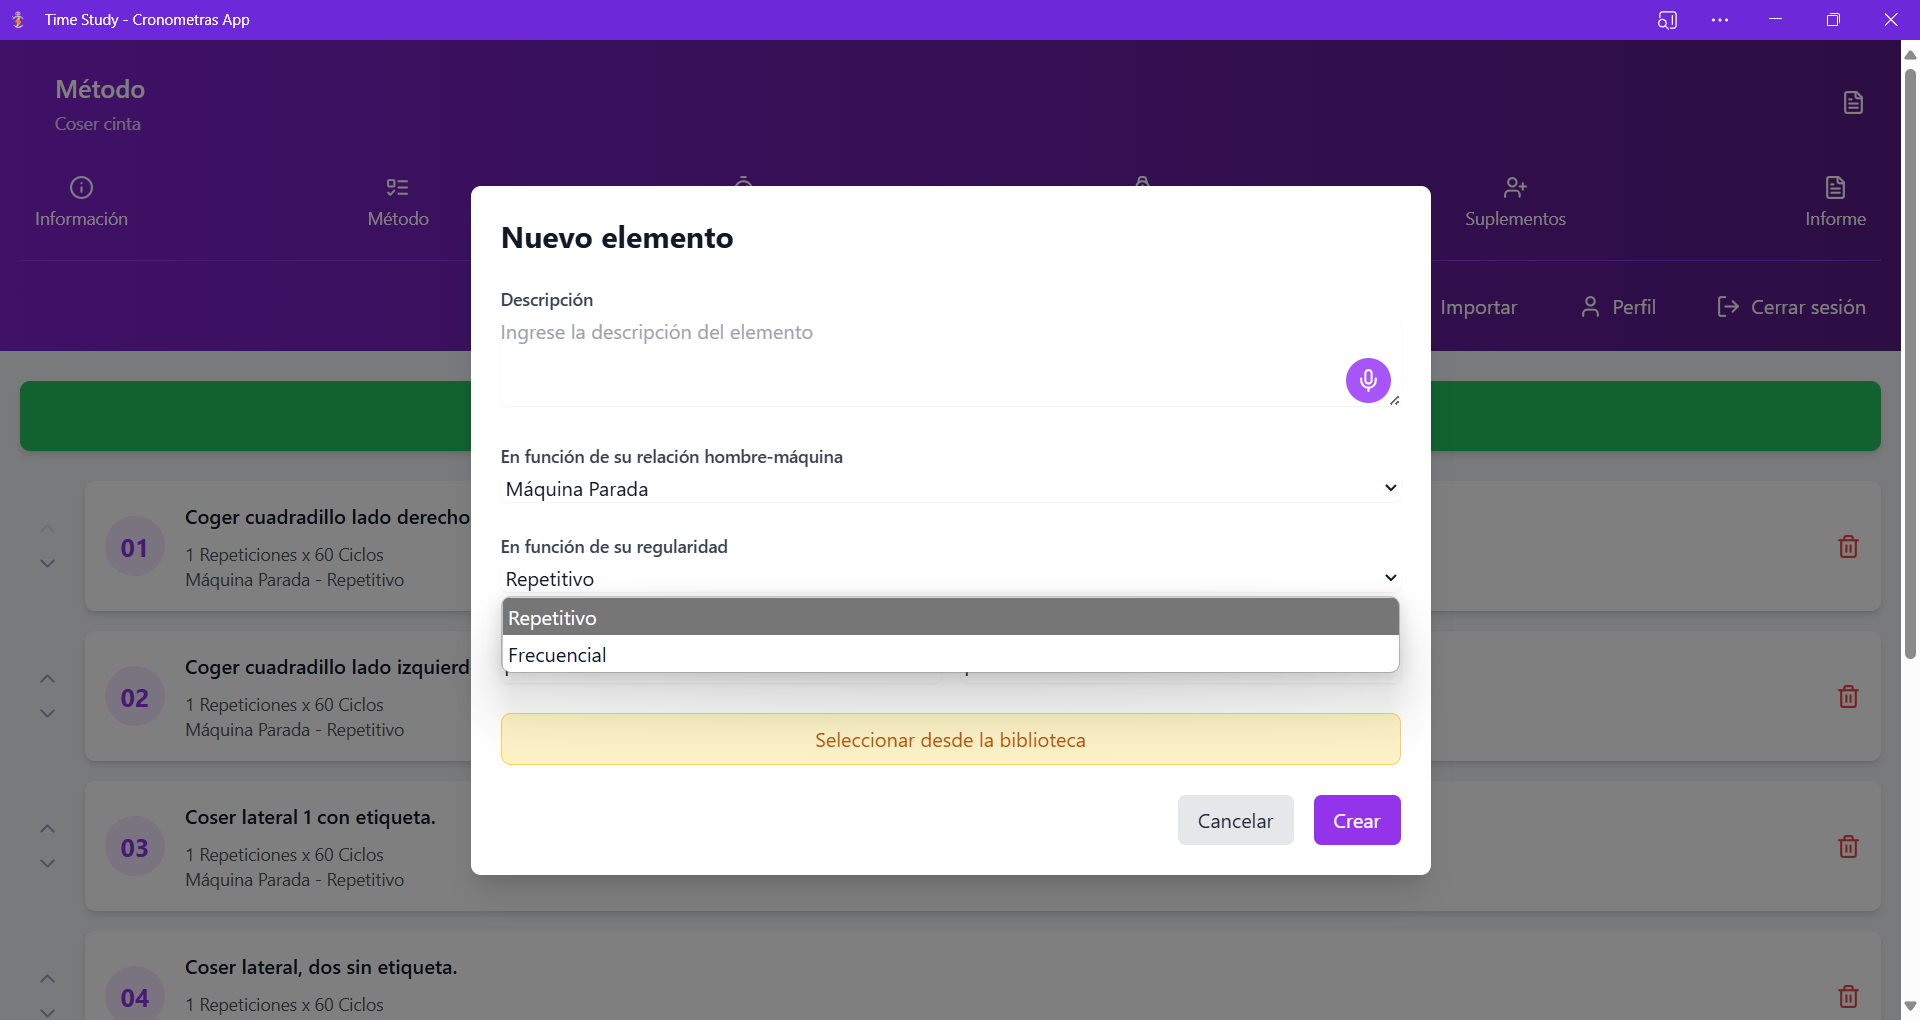 Time Study - Cronometras App
Método
Coser cinta
Información
Método
Suplementos
Informe
Importar
Perfil
Cerrar sesión
Nuevo elemento
Descripción
Ingrese la descripción del elemento
En función de su relación hombre-máquina
Máquina Parada
En función de su regularidad
Repetitivo
Repetitivo
Frecuencial
Seleccionar desde la biblioteca
Cancelar
Crear
01
Coger cuadradillo lado derecho
1 Repeticiones x 60 Ciclos
Máquina Parada - Repetitivo
02
Coger cuadradillo lado izquierd
1 Repeticiones x 60 Ciclos
Máquina Parada - Repetitivo
03
Coser lateral 1 con etiqueta.
1 Repeticiones x 60 Ciclos
Máquina Parada - Repetitivo
04
Coser lateral, dos sin etiqueta.
1 Repeticiones x 60 Ciclos